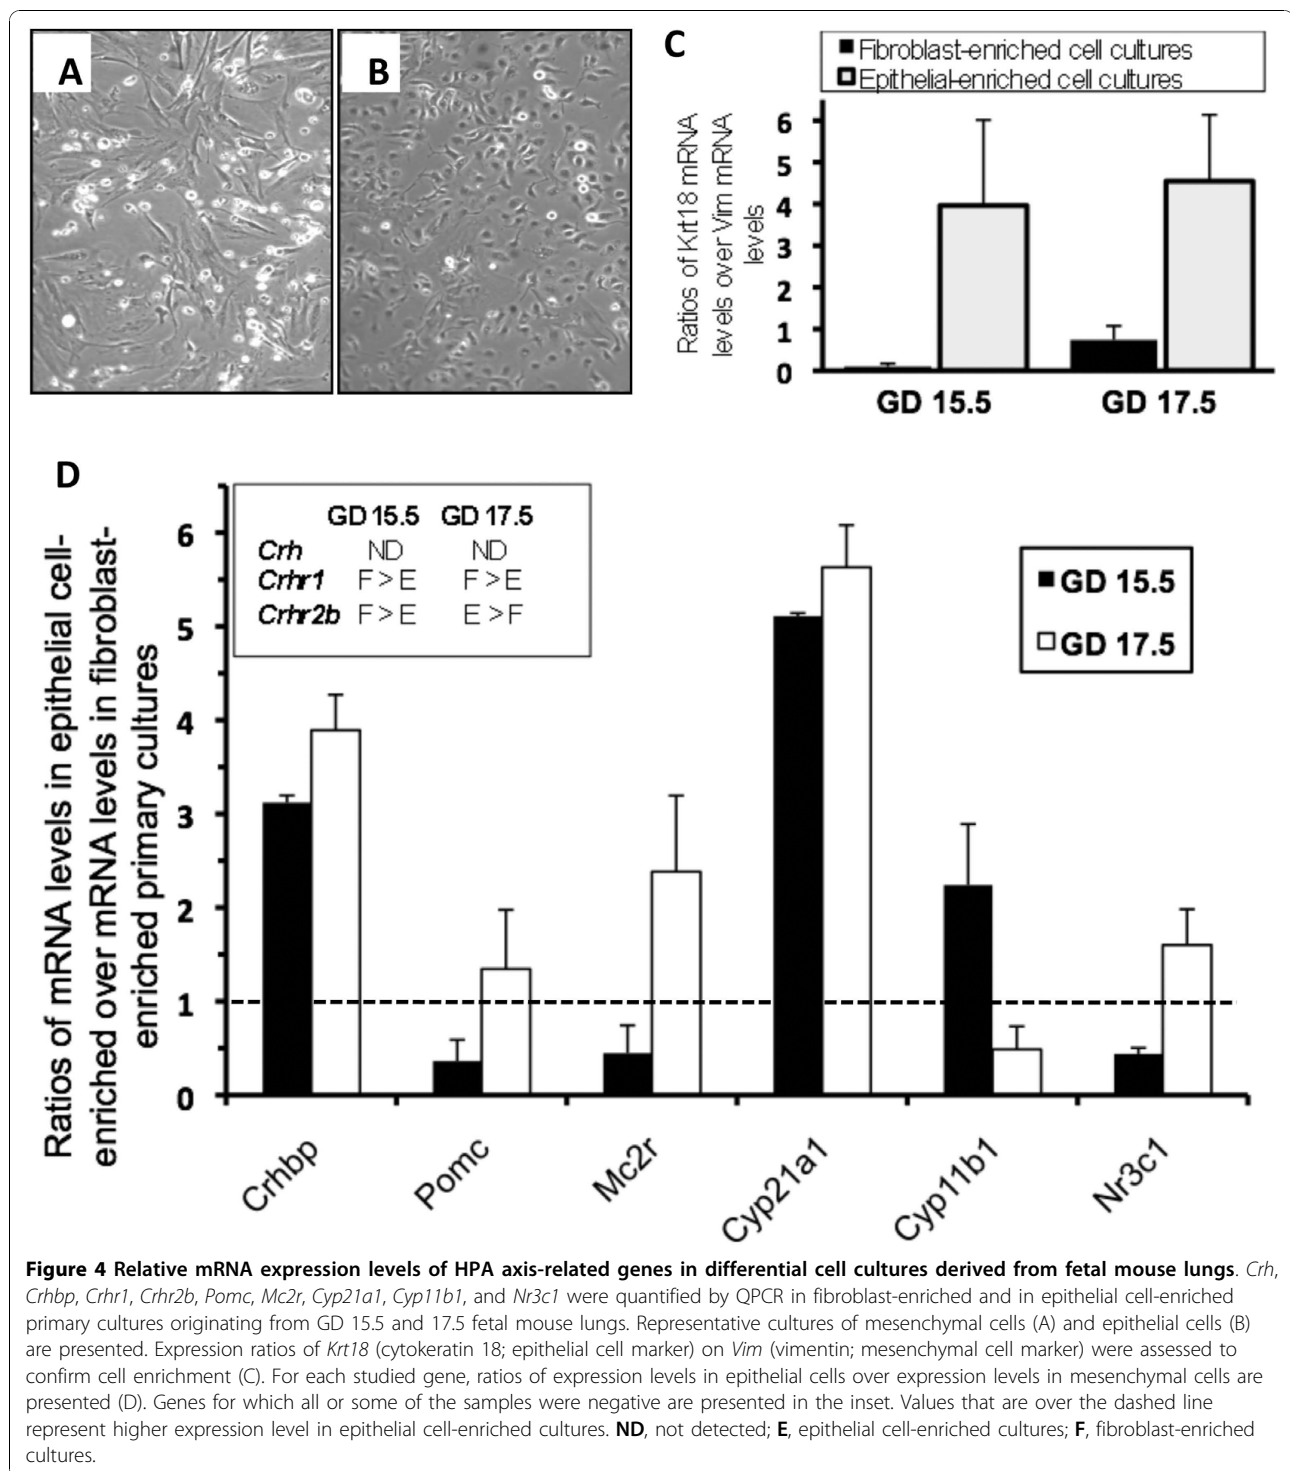 A
B
C
Fibroblast-enriched cell cultures
Epithelial-enriched cell cultures
Ratios of Krt18 mRNA
levels over Vim mRNA
levels
6
5
4
3
2
1
0
GD 15.5 GD 17.5
D
Ratios of mRNA levels in epithelial cell-
enriched over mRNA levels in fibroblast-
enriched primary cultures
6
5
4
3
2
1
0
GD 15.5 GD 17.5
Crh ND ND
Crhr1 F > E F > E
Crhr2b F > E E > F
GD 15.5
GD 17.5
Crhbp Pomc Mc2r Cyp21a1 Cyp11b1 Nr3c1
Figure 4 Relative mRNA expression levels of HPA axis-related genes in differential cell cultures derived from fetal mouse lungs. Crh,
Crhbp, Crhr1, Crhr2b, Pomc, Mc2r, Cyp21a1, Cyp11b1, and Nr3c1 were quantified by QPCR in fibroblast-enriched and in epithelial cell-enriched
primary cultures originating from GD 15.5 and 17.5 fetal mouse lungs. Representative cultures of mesenchymal cells (A) and epithelial cells (B)
are presented. Expression ratios of Krt18 (cytokeratin 18; epithelial cell marker) on Vim (vimentin; mesenchymal cell marker) were assessed to
confirm cell enrichment (C). For each studied gene, ratios of expression levels in epithelial cells over expression levels in mesenchymal cells are
presented (D). Genes for which all or some of the samples were negative are presented in the inset. Values that are over the dashed line
represent higher expression level in epithelial cell-enriched cultures. ND, not detected; E, epithelial cell-enriched cultures; F, fibroblast-enriched
cultures.